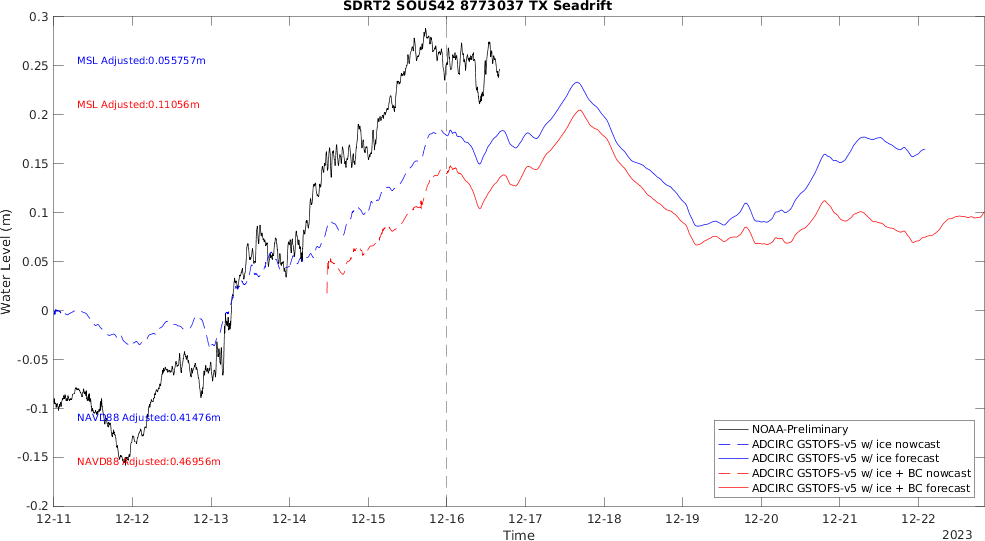 SDRT2 SOUS42 8773037 TX Seadrift
0.3
0.25
0.2
0.15
0.1
0.05
0
-0.05
-0.1
-0.15
-0.2
Water Level (m)
MSL Adjusted:0.055757m
MSL Adjusted:0.11056m
NAVD88 Adjusted:0.41476m
NAVD88 Adjusted:0.46956m
NOAA-Preliminary
ADCIRC GSTOFS-v5 w/ ice nowcast
ADCIRC GSTOFS-v5 w/ ice forecast
ADCIRC GSTOFS-v5 w/ ice + BC nowcast
ADCIRC GSTOFS-v5 w/ ice + BC forecast
12-11 12-12 12-13 12-14 12-15 12-16 12-17 12-18 12-19 12-20 12-21 12-22
Time
2023